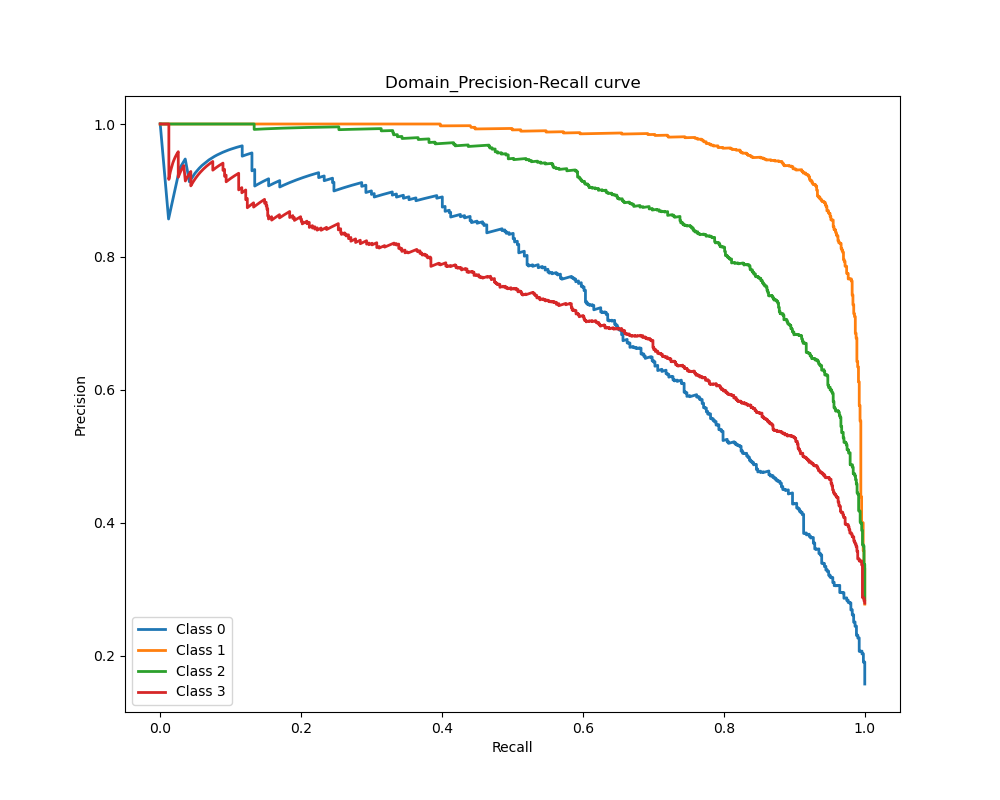 Domain_Precision-Recall curve
1.0
0.8
0.6
0.4
0.2
Precision
Class 0
Class 1
Class 2
Class 3
0.0 0.2 0.4 0.6 0.8 1.0
Recall